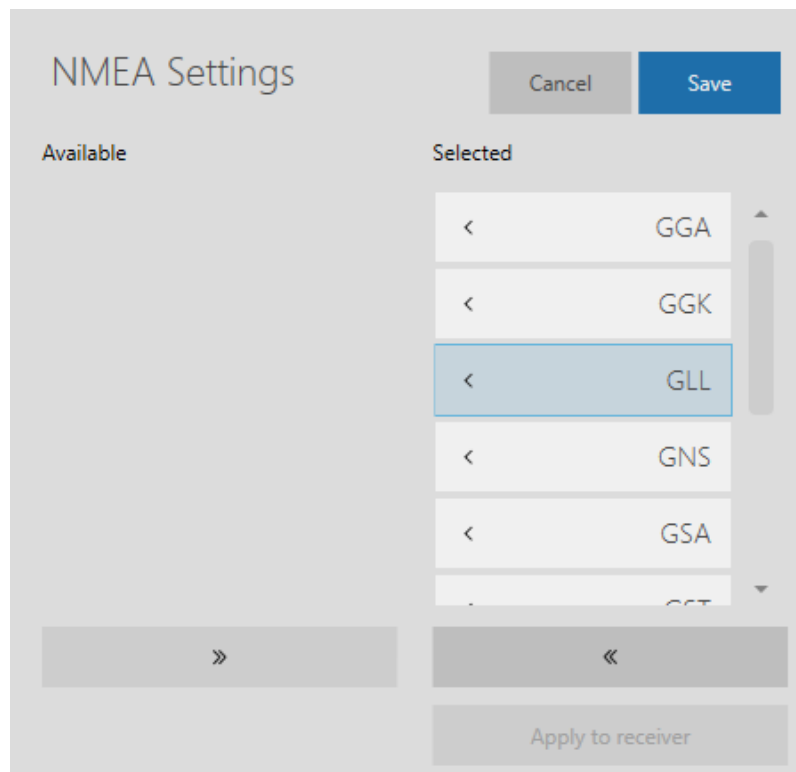 NMEA Settings
Cancel
Save
Available
Selected
< GGA
< GGK
< GLL
< GNS
< GSA
»
«
Apply to receiver